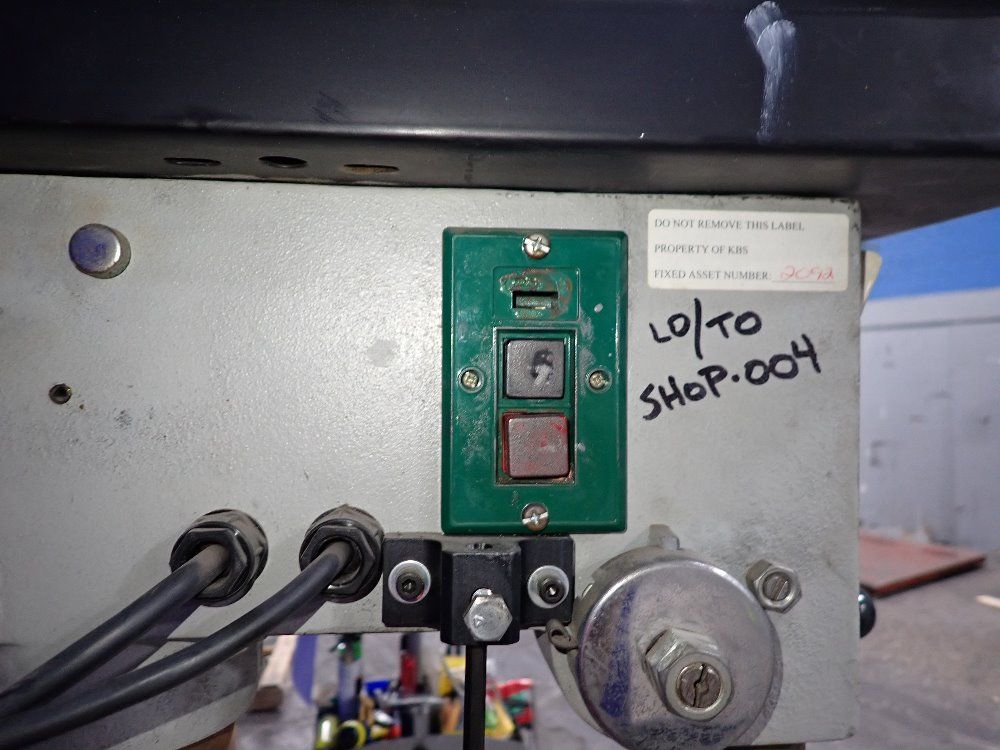 DO NOT REMOVE THIS LABEL
PROPERTY OF KBS
FIXED ASSET NUMBER: 2092
LO/TO
SHOP.004